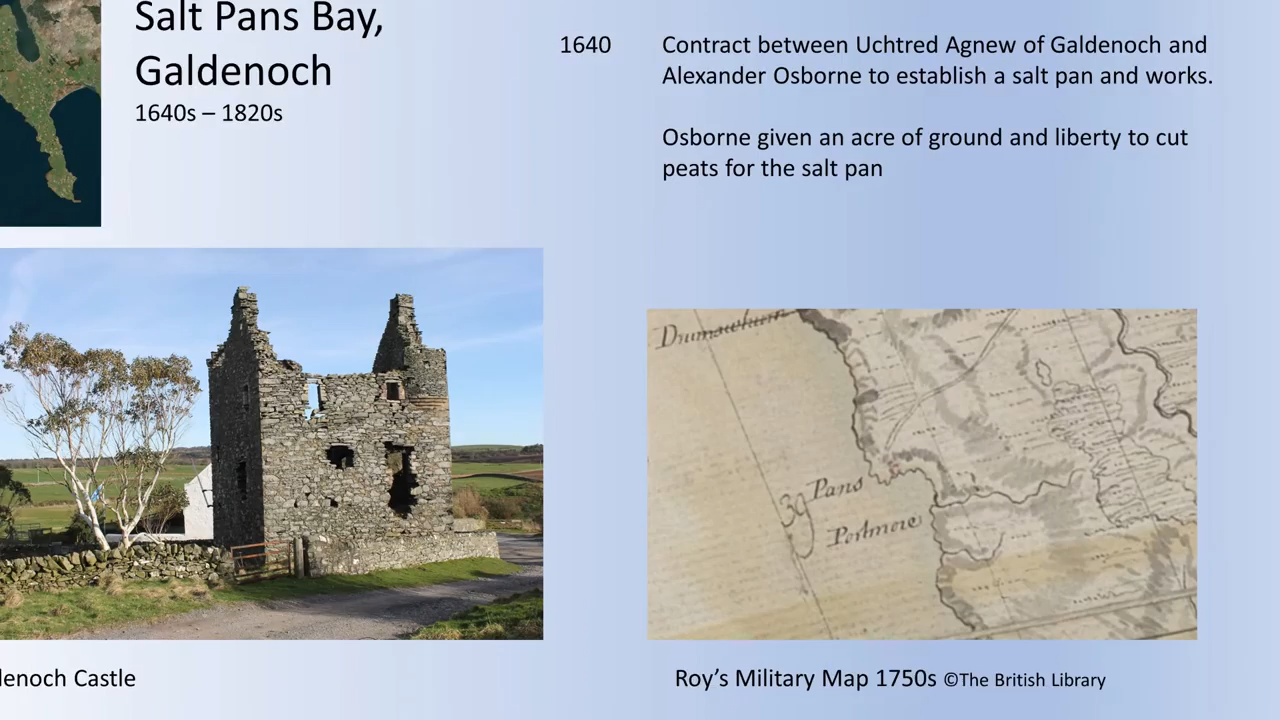 Salt Pans Bay,
Galdenoch
1640s – 1820s
1640
Contract between Uchtred Agnew of Galdenoch and
Alexander Osborne to establish a salt pan and works.
Osborne given an acre of ground and liberty to cut
peats for the salt pan
39
Pans
Portmore
lenoch Castle
Roy’s Military Map 1750s ©The British Library